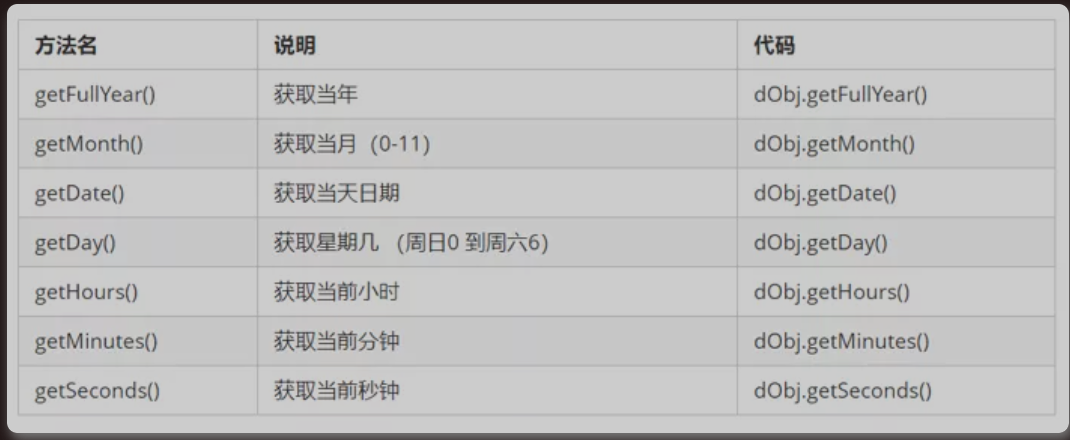 方法名 说明 代码
getFullYear() 获取当年 dObj.getFullYear()
getMonth() 获取当月（0-11） dObj.getMonth()
getDate() 获取当天日期 dObj.getDate()
getDay() 获取星期几 （周日0 到周六6） dObj.getDay()
getHours() 获取当前小时 dObj.getHours()
getMinutes() 获取当前分钟 dObj.getMinutes()
getSeconds() 获取当前秒钟 dObj.getSeconds()